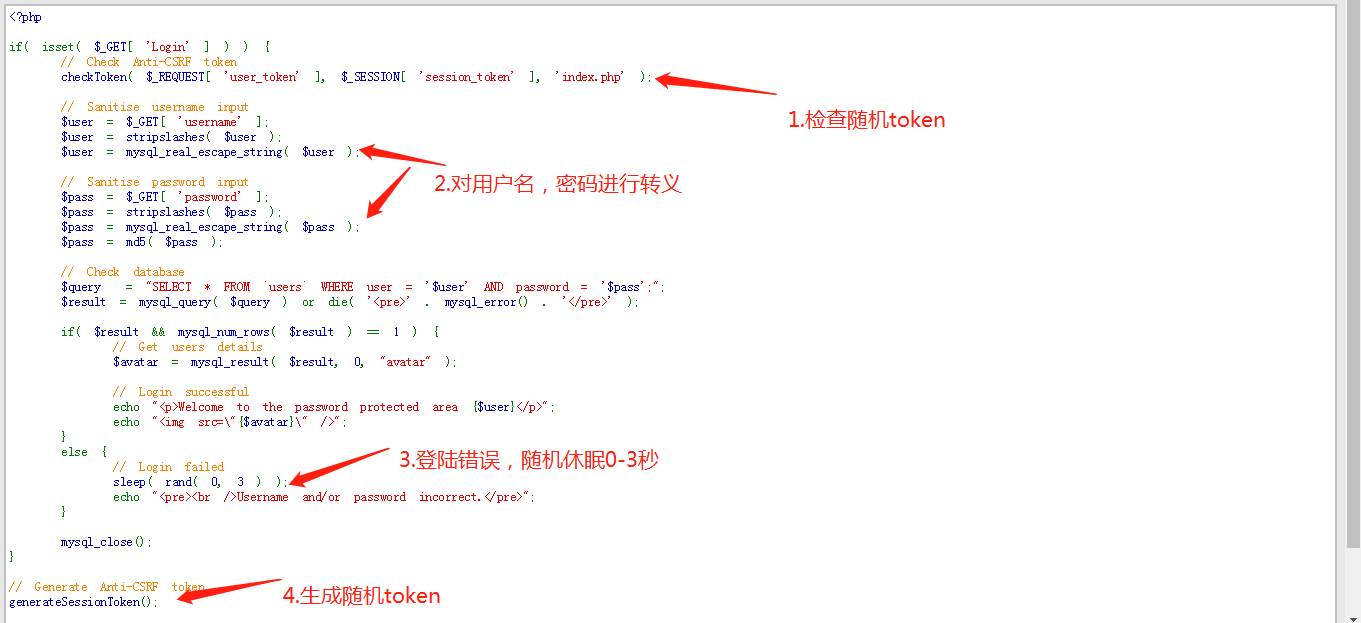 <?php
if( isset( $_GET[ 'Login' ] ) ) {
// Check Anti-CSRF token
checkToken( $_REQUEST[ 'user_token' ], $_SESSION[ 'session_token' ], 'index.php' );
1.检查随机token
// Sanitise username input
$user = $_GET[ 'username' ];
$user = stripslashes( $user );
$user = mysql_real_escape_string( $user );
2.对用户名，密码进行转义
// Sanitise password input
$pass = $_GET[ 'password' ];
$pass = stripslashes( $pass );
$pass = mysql_real_escape_string( $pass );
$pass = md5( $pass );
// Check database
$query = "SELECT * FROM `users` WHERE user = '$user' AND password = '$pass';";
$result = mysql_query( $query ) or die( '<pre>' . mysql_error() . '</pre>' );
if( $result && mysql_num_rows( $result ) == 1 ) {
// Get users details
$avatar = mysql_result( $result, 0, "avatar" );
// Login successful
echo "<p>Welcome to the password protected area {$user}</p>";
echo "<img src=\"{$avatar}\" />";
}
else {
// Login failed
sleep( rand( 0, 3 ) );
3.登陆错误，随机休眠0-3秒
echo "<pre><br />Username and/or password incorrect.</pre>";
}
mysql_close();
}
// Generate Anti-CSRF token
generateSessionToken();
4.生成随机token